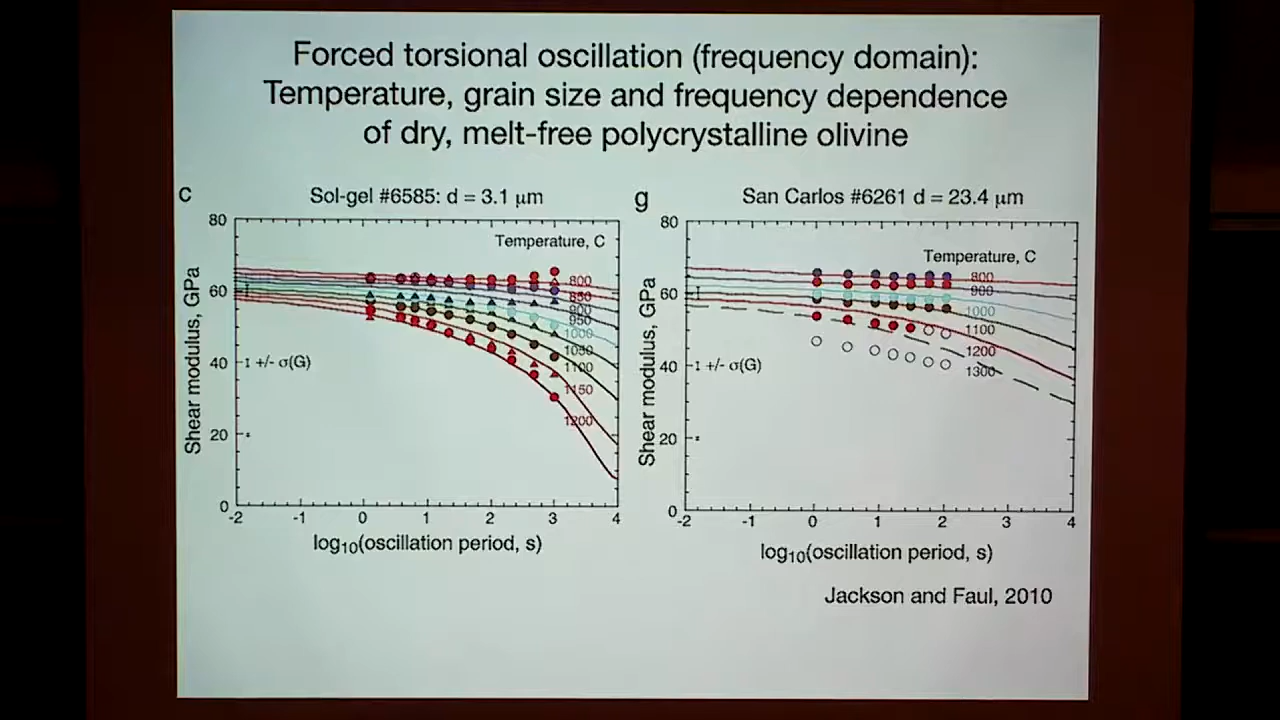 Forced torsional oscillation (frequency domain):
Temperature, grain size and frequency dependence
of dry, melt-free polycrystalline olivine
c
Sol-gel #6585: d = 3.1 μm
80
60
40
20
0
Shear modulus, GPa
Temperature, C
800
850
900
950
1000
1050
1100
1150
1200
I +/- σ(G)
-2 -1 0 1 2 3 4
log10(oscillation period, s)
g
San Carlos #6261 d = 23.4 μm
80
60
40
20
0
Shear modulus, GPa
Temperature, C
800
900
1000
1100
1200
1300
I +/- σ(G)
-2 -1 0 1 2 3 4
log10(oscillation period, s)
Jackson and Faul, 2010